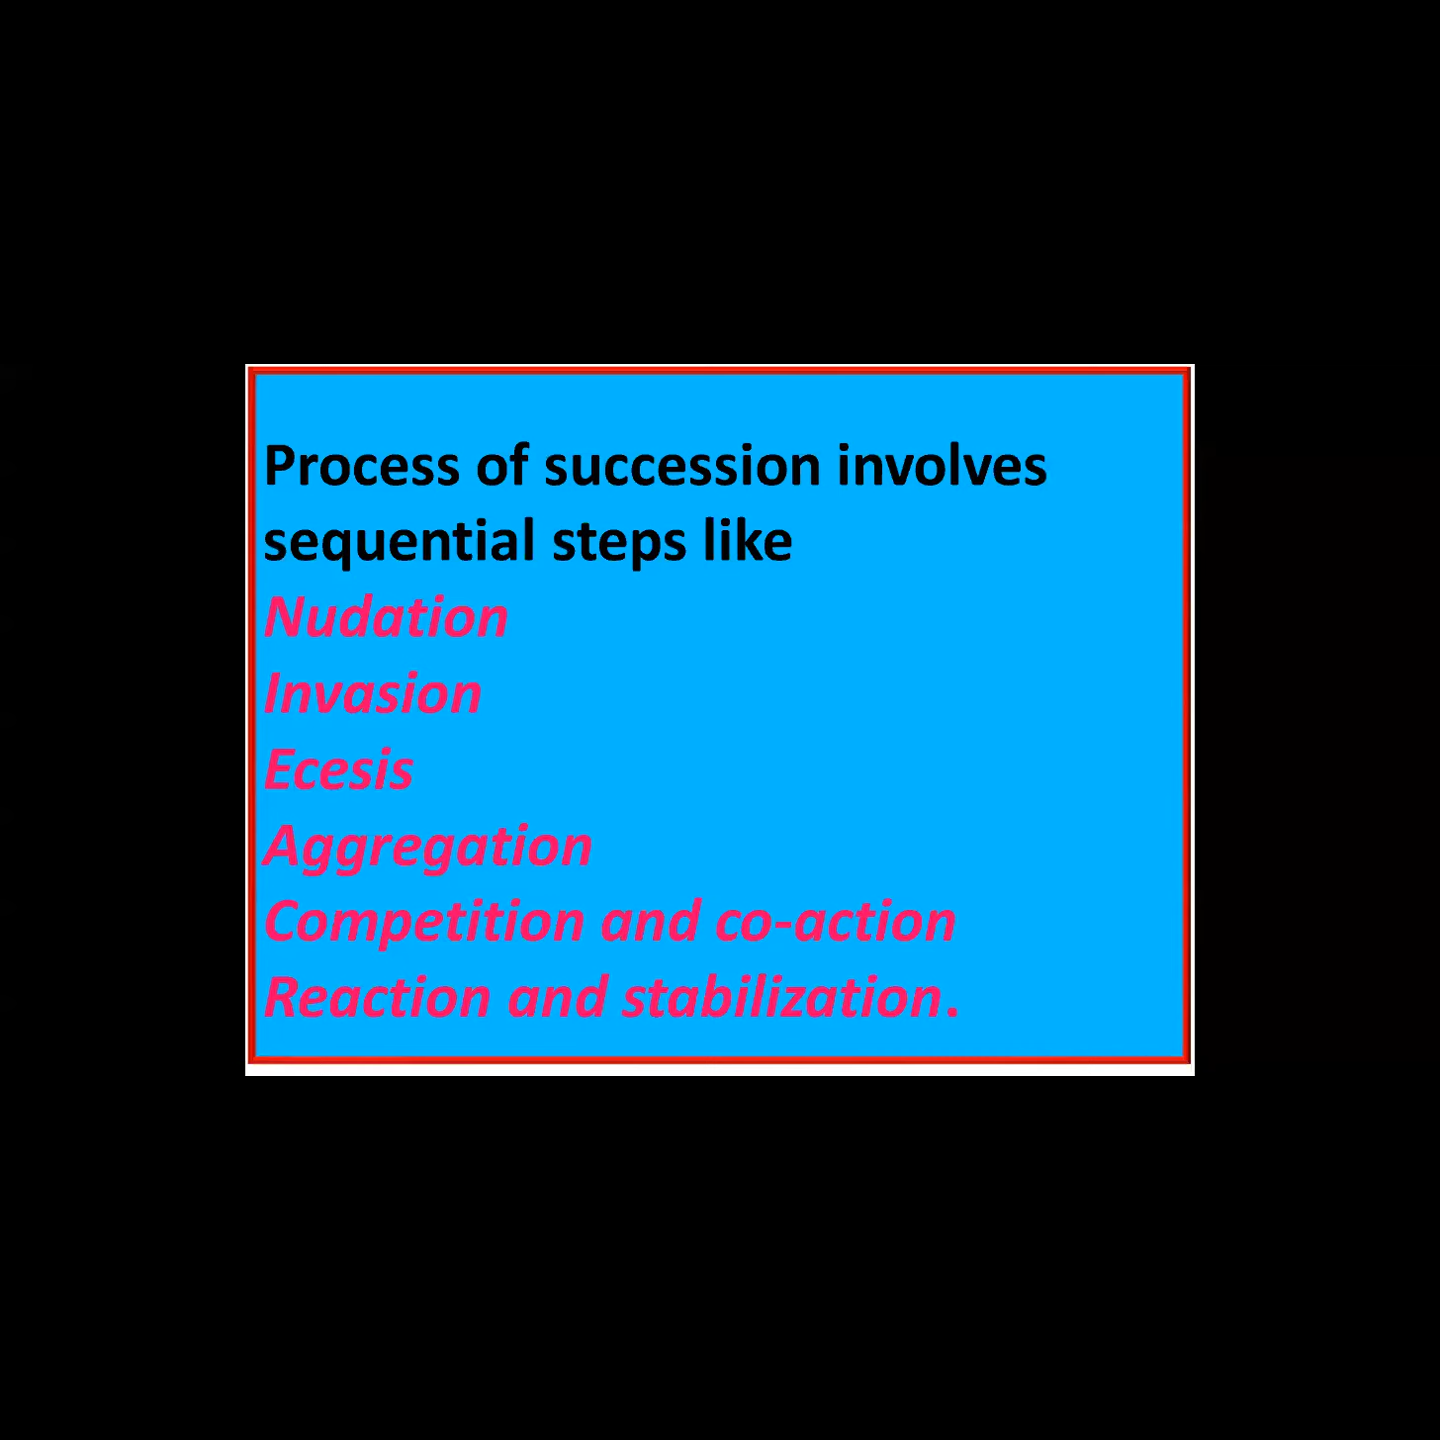 Process of succession involves
sequential steps like
Nudation
Invasion
Ecesis
Aggregation
Competition and co-action
Reaction and stabilization.